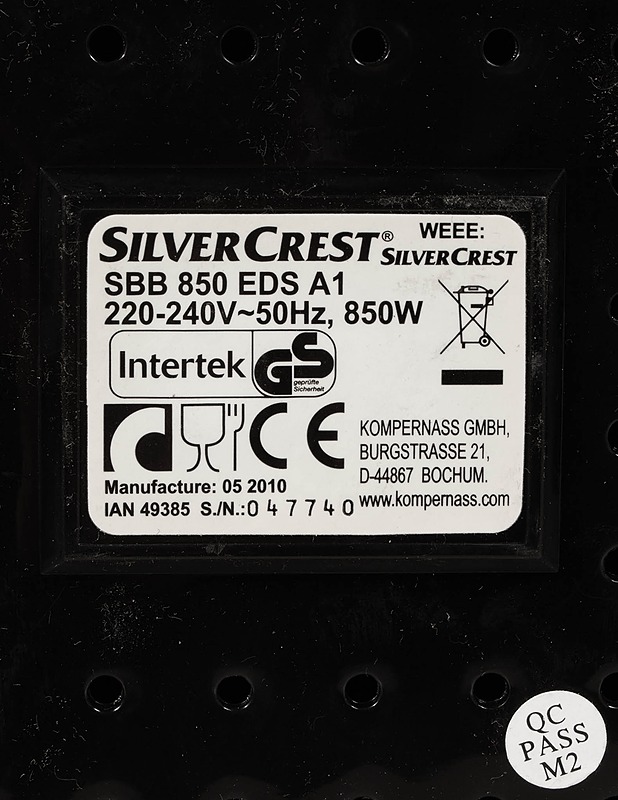 SILVERCREST® WEEE:
SILVERCREST
SBB 850 EDS A1
220-240V~50Hz, 850W
Intertek
GS
geprüfte
Sicherheit
CE
KOMPERNASS GMBH,
BURGSTRASSE 21,
D-44867 BOCHUM.
www.kompernass.com
Manufacture: 05 2010
IAN 49385 S./N.:047740
QC
PASS
M2